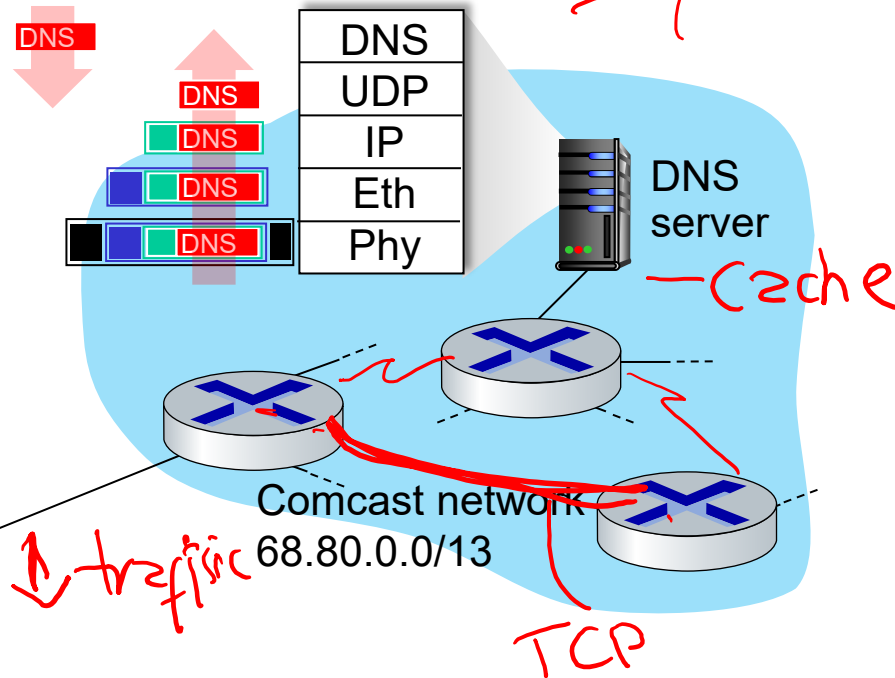 DNS
DNS
DNS
DNS
DNS
DNS
UDP
IP
Eth
Phy
DNS
server
Cache
Comcast network
68.80.0.0/13
traffic
TCP